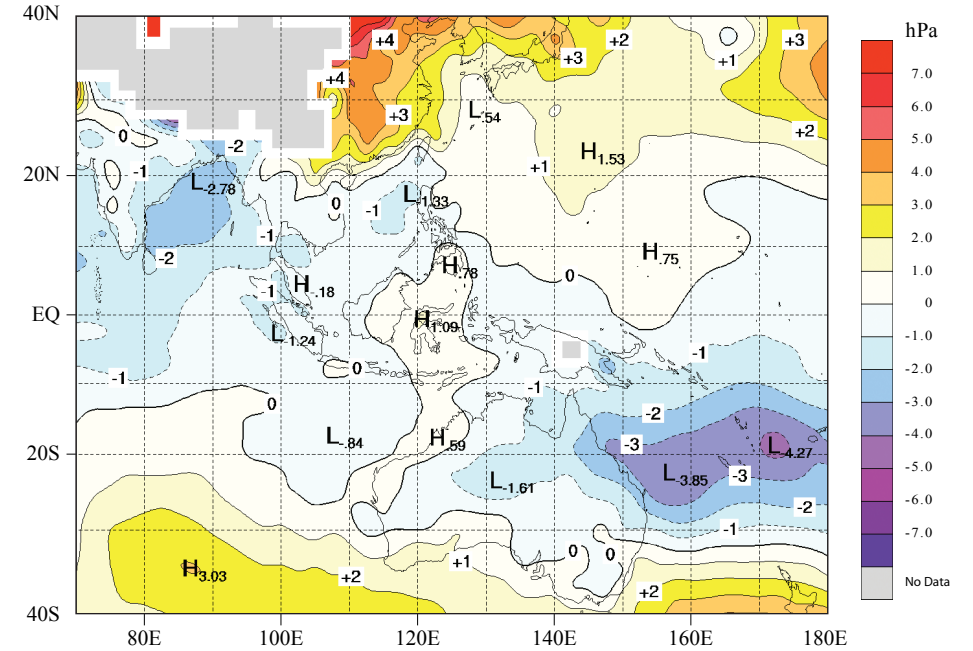 40N
hPa
+4
+2
+3
+3
+3
+1
+4
7.0
L.54
6.0
+3
5.0
0
-2
+2
H1.53
4.0
-1
+1
20N
L-2.78
3.0
L-1.33
0
-1
2.0
-1
H.75
1.0
-2
H.78
0
0
-1
H-.18
EQ
H1.09
-1.0
L-1.24
-1
-2.0
-1
0
-1
0
-3.0
-2
L-.84
H.59
-3
L-4.27
-4.0
20S
L-3.85
-3
-5.0
L-1.61
-2
-6.0
-1
-7.0
0
0
+1
H3.03
+2
No Data
+2
40S
80E
100E
120E
140E
160E
180E